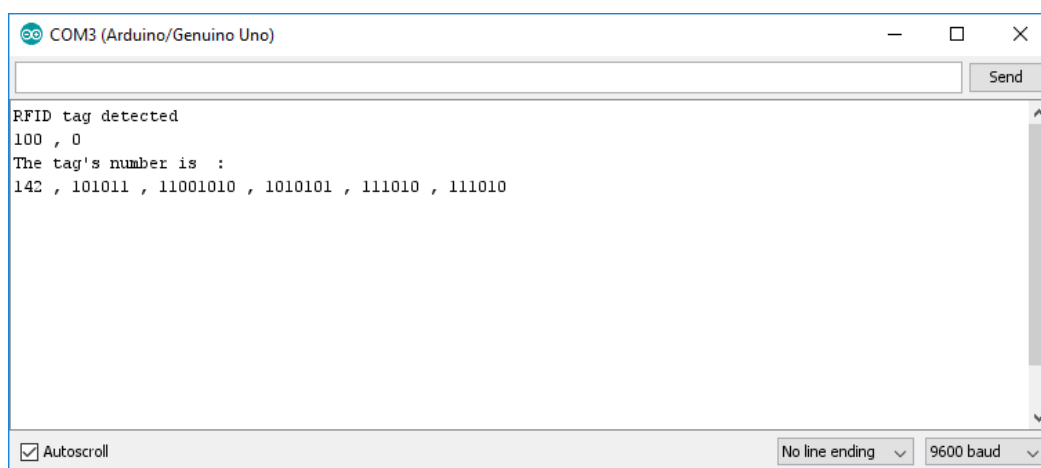 COM3 (Arduino/Genuino Uno)
Send
RFID tag detected
100 , 0
The tag's number is  :
142 , 101011 , 11001010 , 1010101 , 111010 , 111010
Autoscroll
No line ending
9600 baud